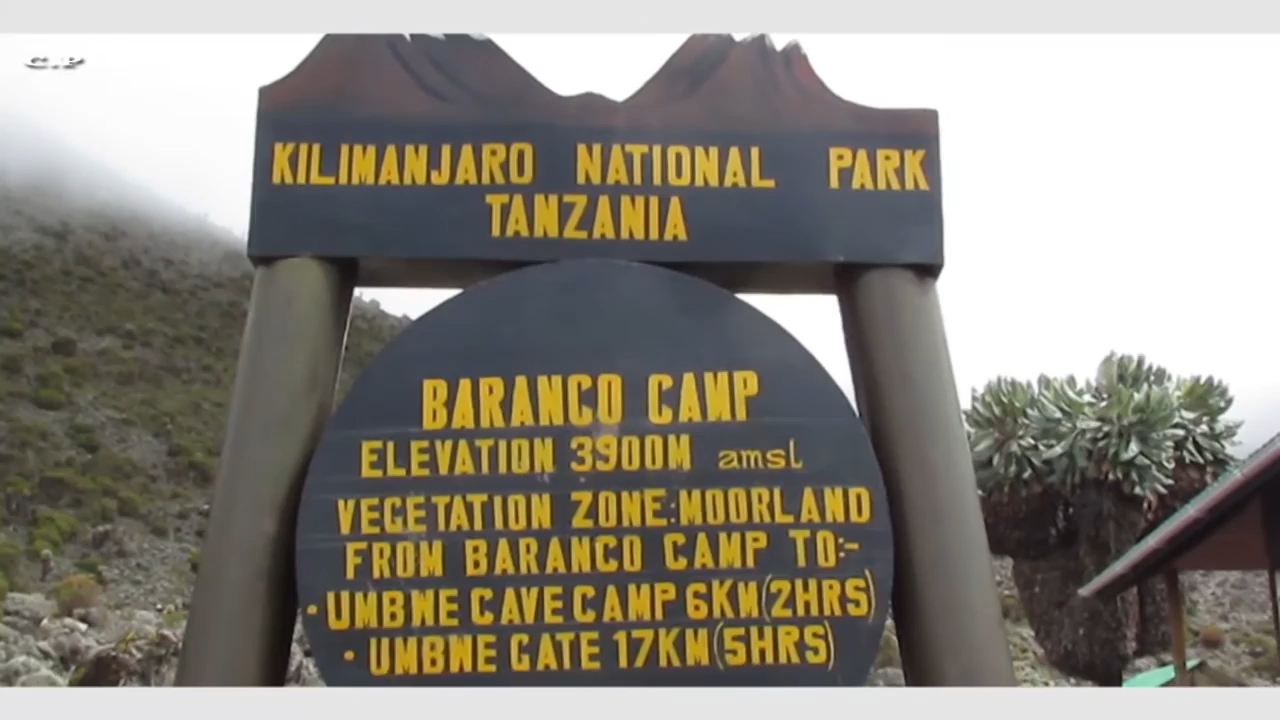 C.P
KILIMANJARO NATIONAL PARK
TANZANIA
BARANCO CAMP
ELEVATION 3900M amsl
VEGETATION ZONE:MOORLAND
FROM BARANCO CAMP TO:-
• UMBWE CAVE CAMP 6KM(2HRS)
• UMBWE GATE 17KM(5HRS)